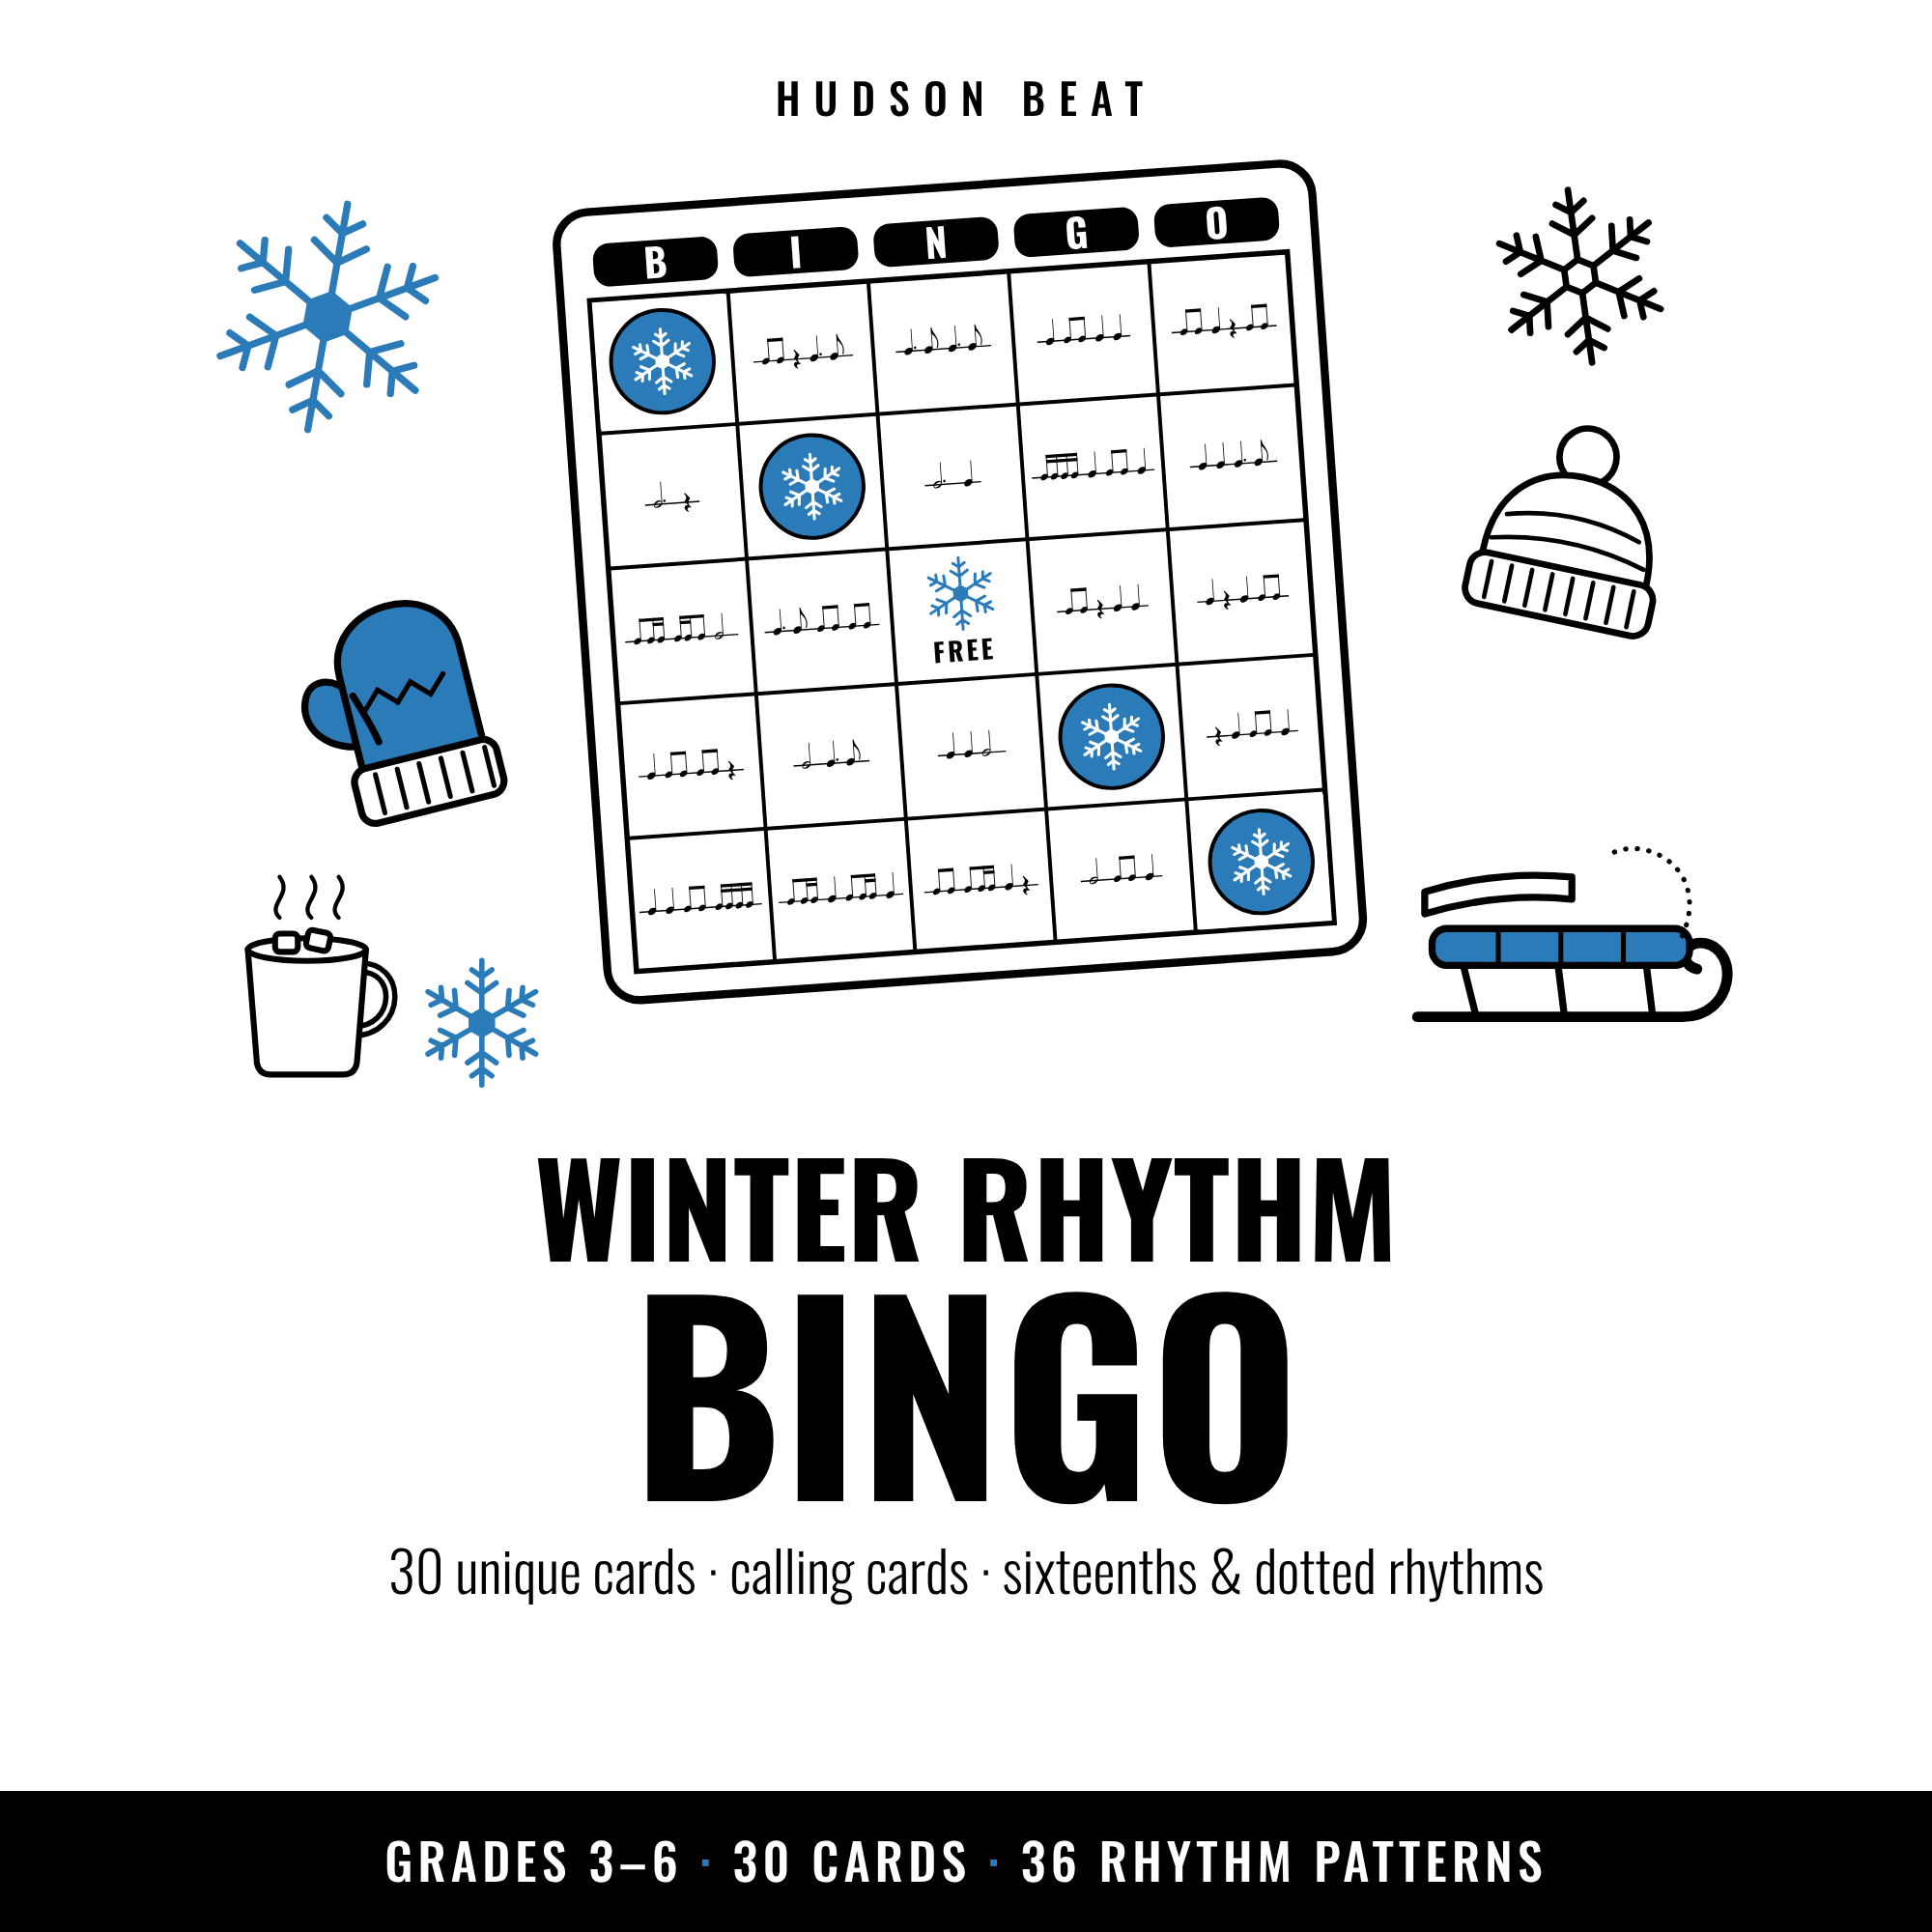 HUDSON BEAT
B I N G O
FREE
WINTER RHYTHM
BINGO
30 unique cards · calling cards · sixteenths & dotted rhythms
GRADES 3–6 · 30 CARDS · 36 RHYTHM PATTERNS